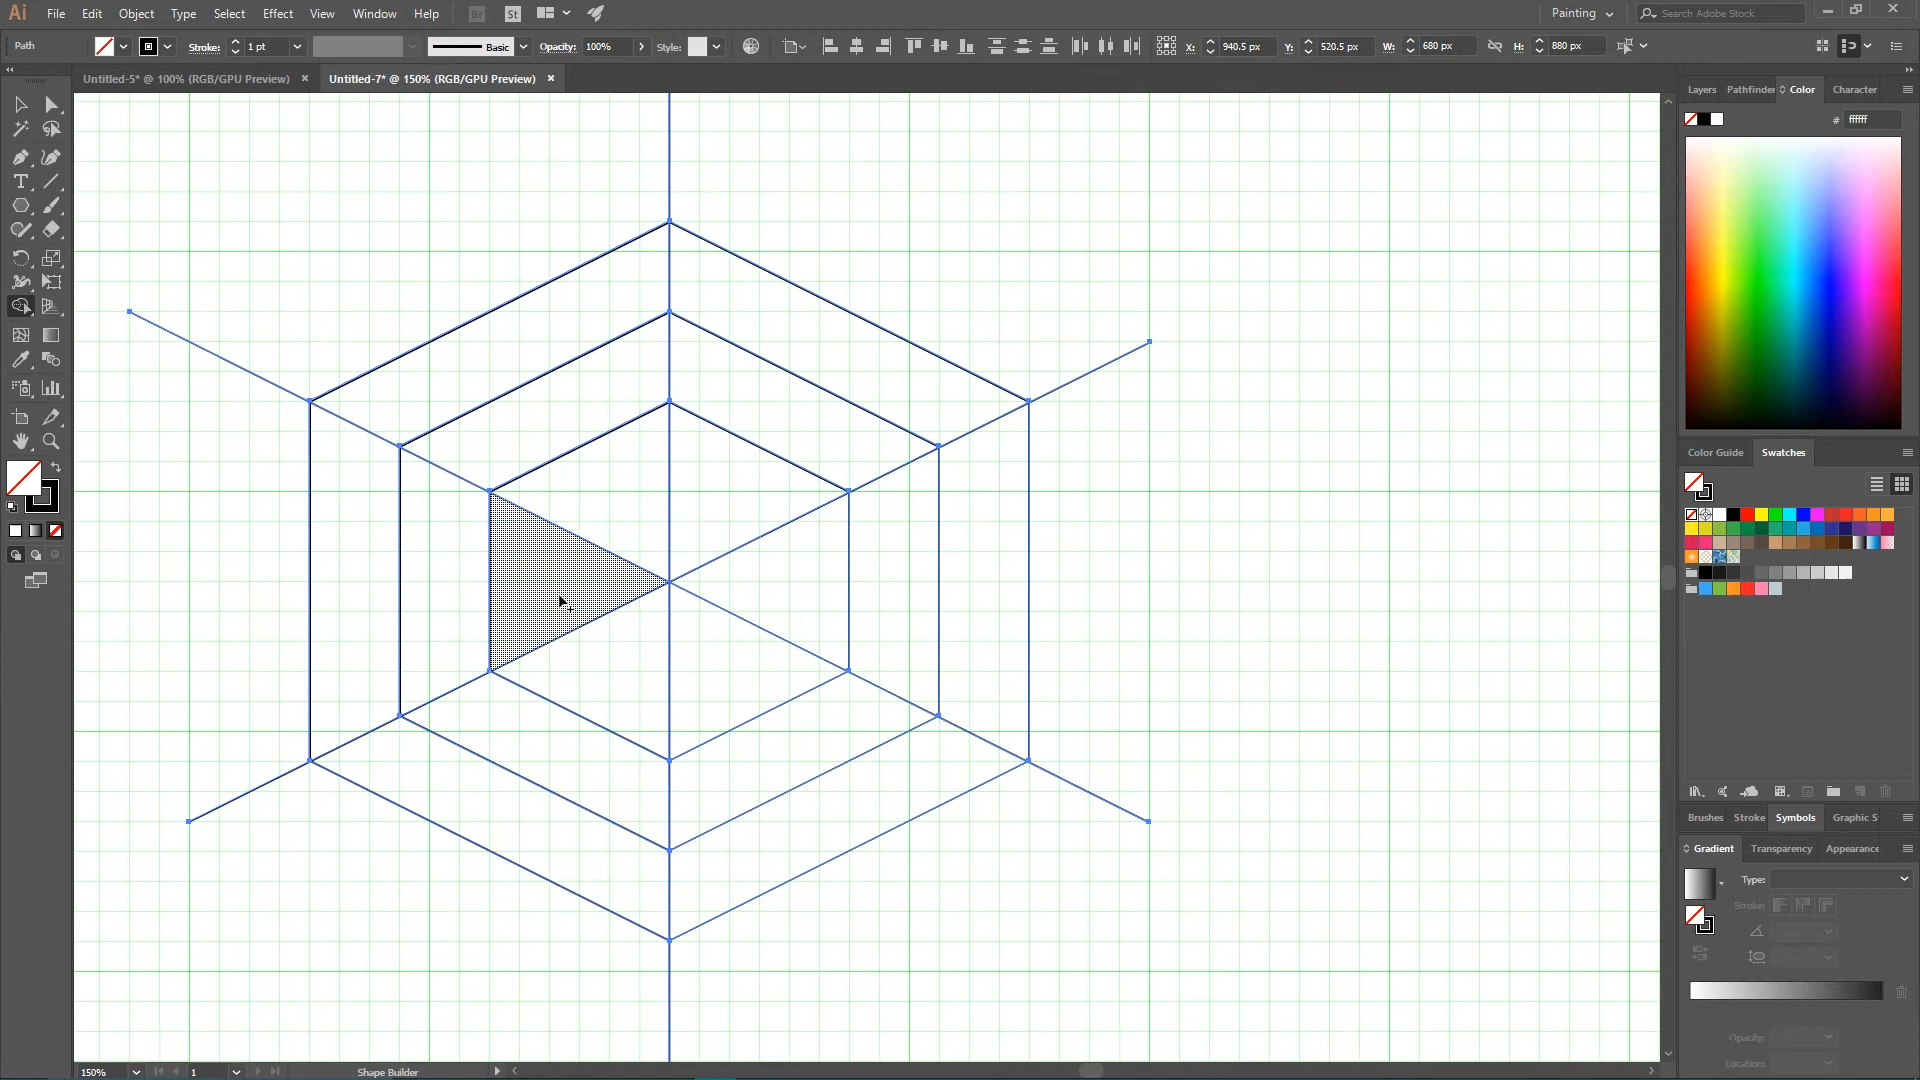 Ai File Edit Object Type Select Effect View Window Help Br St Painting Search Adobe Stock
Path Stroke: 1 pt Basic Opacity: 100% Style: X: 940.5 px Y: 520.5 px W: 680 px H: 880 px
Untitled-5* @ 100% (RGB/GPU Preview) × Untitled-7* @ 150% (RGB/GPU Preview) ×
Layers Pathfinder Color Character
# ffffff
Color Guide Swatches
Brushes Stroke Symbols Graphic S
Gradient Transparency Appearance
Type:
Stroke:
Opacity:
Location:
150% 1 Shape Builder